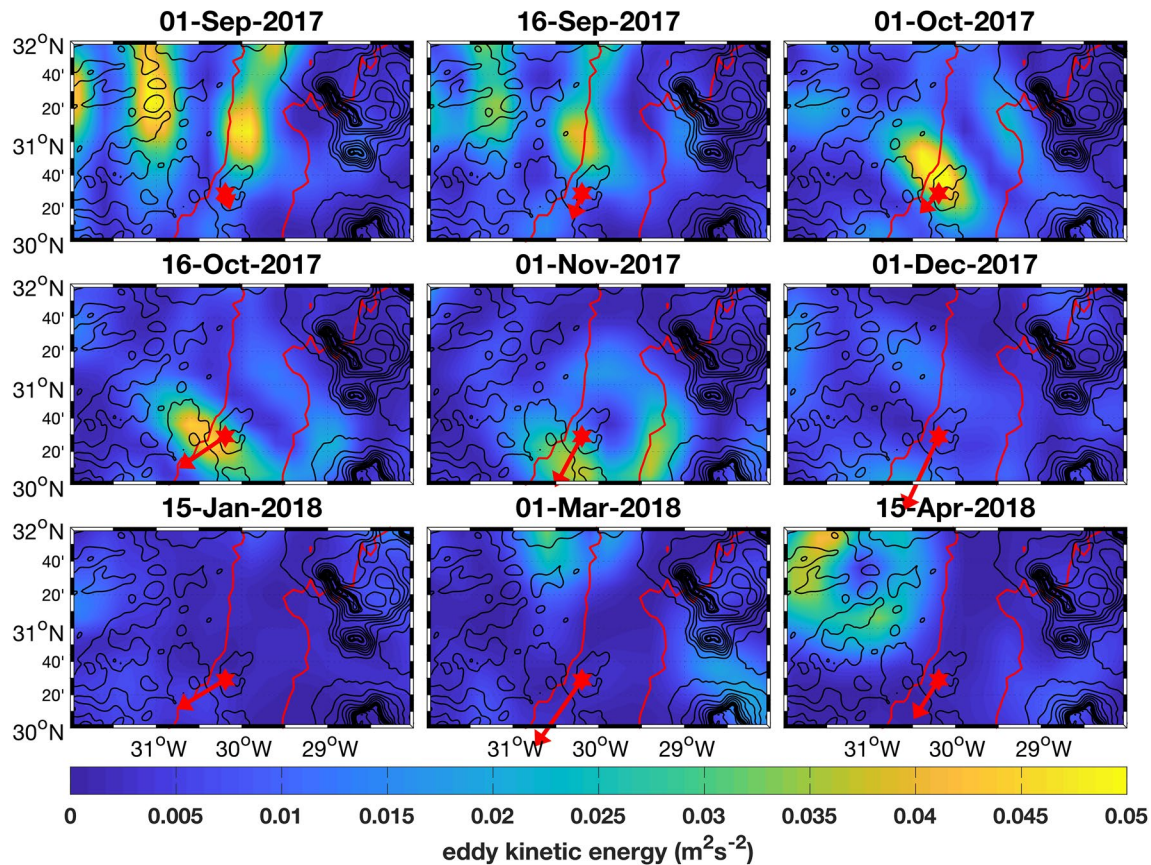 01-Sep-2017 16-Sep-2017 01-Oct-2017
32°N
40'
20'
31°N
40'
20'
30°N
16-Oct-2017 01-Nov-2017 01-Dec-2017
32°N
40'
20'
31°N
40'
20'
30°N
15-Jan-2018 01-Mar-2018 15-Apr-2018
32°N
40'
20'
31°N
40'
20'
30°N
31°W 30°W 29°W 31°W 30°W 29°W 31°W 30°W 29°W
0 0.005 0.01 0.015 0.02 0.025 0.03 0.035 0.04 0.045 0.05
eddy kinetic energy (m²s⁻²)